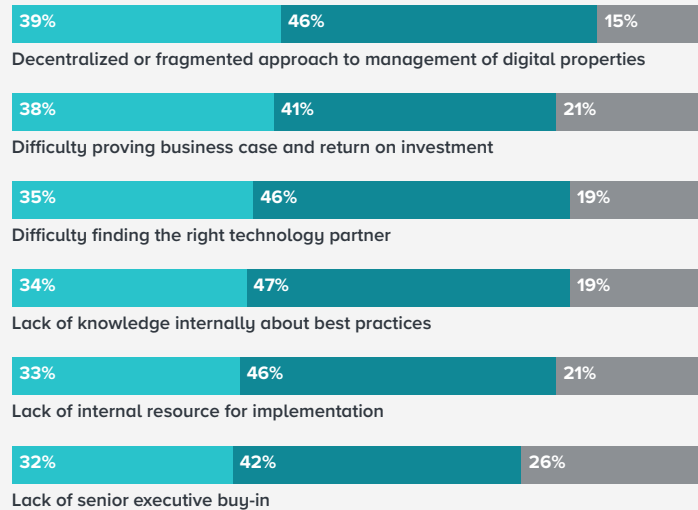 39% 46% 15%
Decentralized or fragmented approach to management of digital properties
38% 41% 21%
Difficulty proving business case and return on investment
35% 46% 19%
Difficulty finding the right technology partner
34% 47% 19%
Lack of knowledge internally about best practices
33% 46% 21%
Lack of internal resource for implementation
32% 42% 26%
Lack of senior executive buy-in